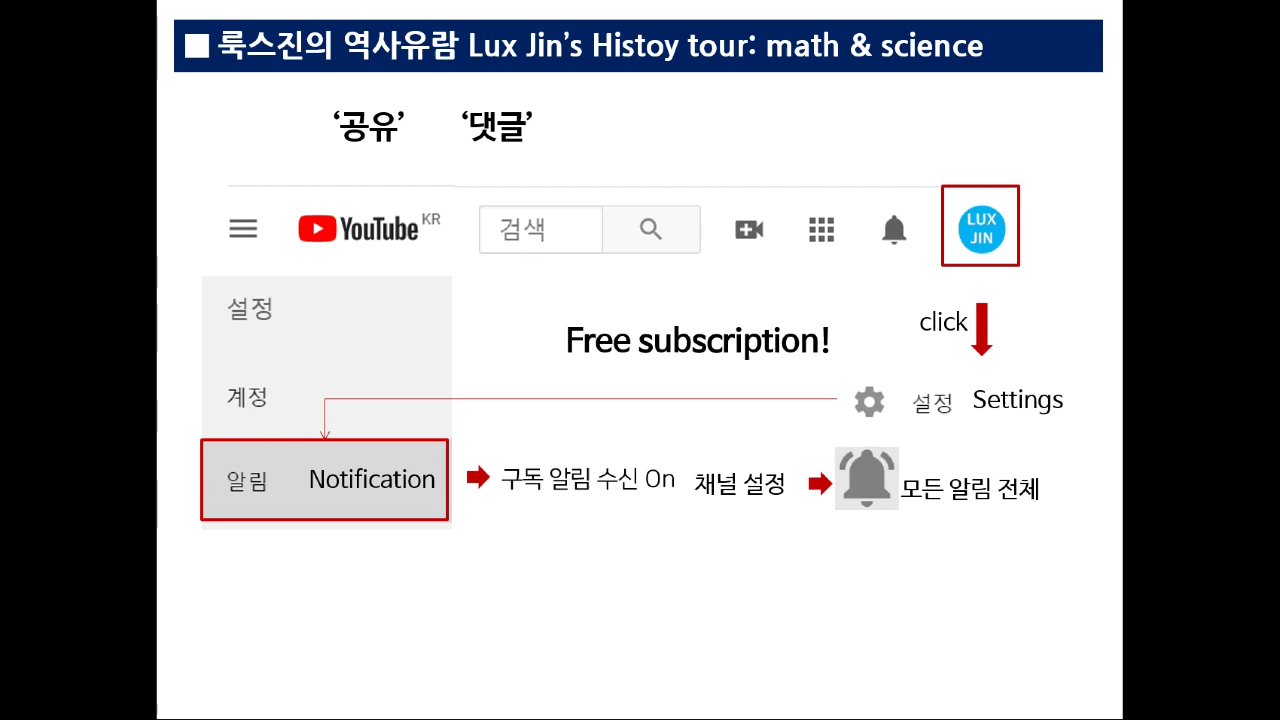 ■ 룩스진의 역사유람 Lux Jin’s Histoy tour: math & science
‘공유’ ‘댓글’
YouTube KR 검색 LUX JIN
설정
click
Free subscription!
계정
설정 Settings
알림 Notification 구독 알림 수신 On 채널 설정 모든 알림 전체